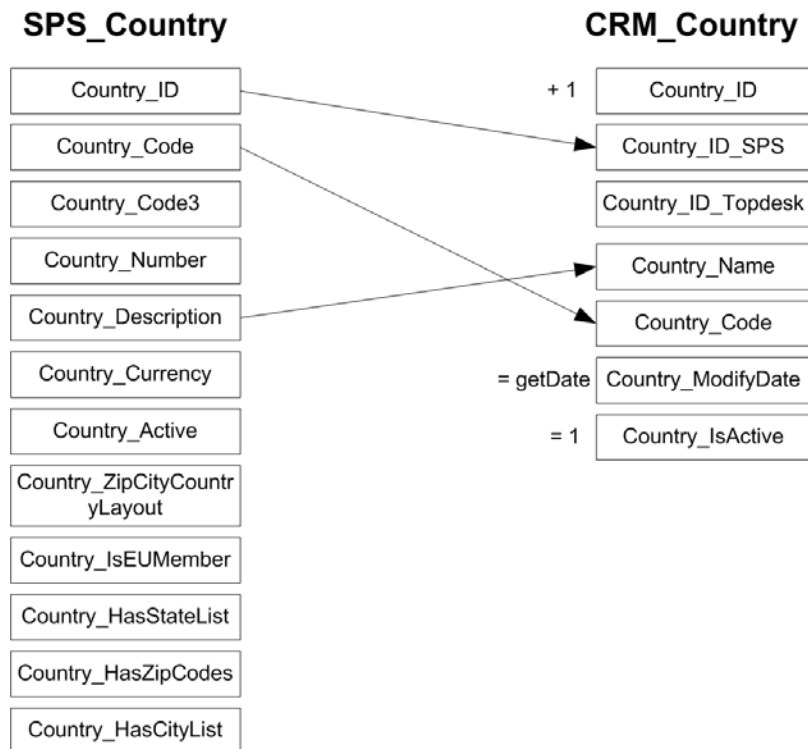 SPS_Country
CRM_Country
Country_ID
+ 1
Country_ID
Country_Code
Country_ID_SPS
Country_Code3
Country_ID_Topdesk
Country_Number
Country_Name
Country_Description
Country_Code
Country_Currency
= getDate
Country_ModifyDate
Country_Active
= 1
Country_IsActive
Country_ZipCityCountr
yLayout
Country_IsEUMember
Country_HasStateList
Country_HasZipCodes
Country_HasCityList